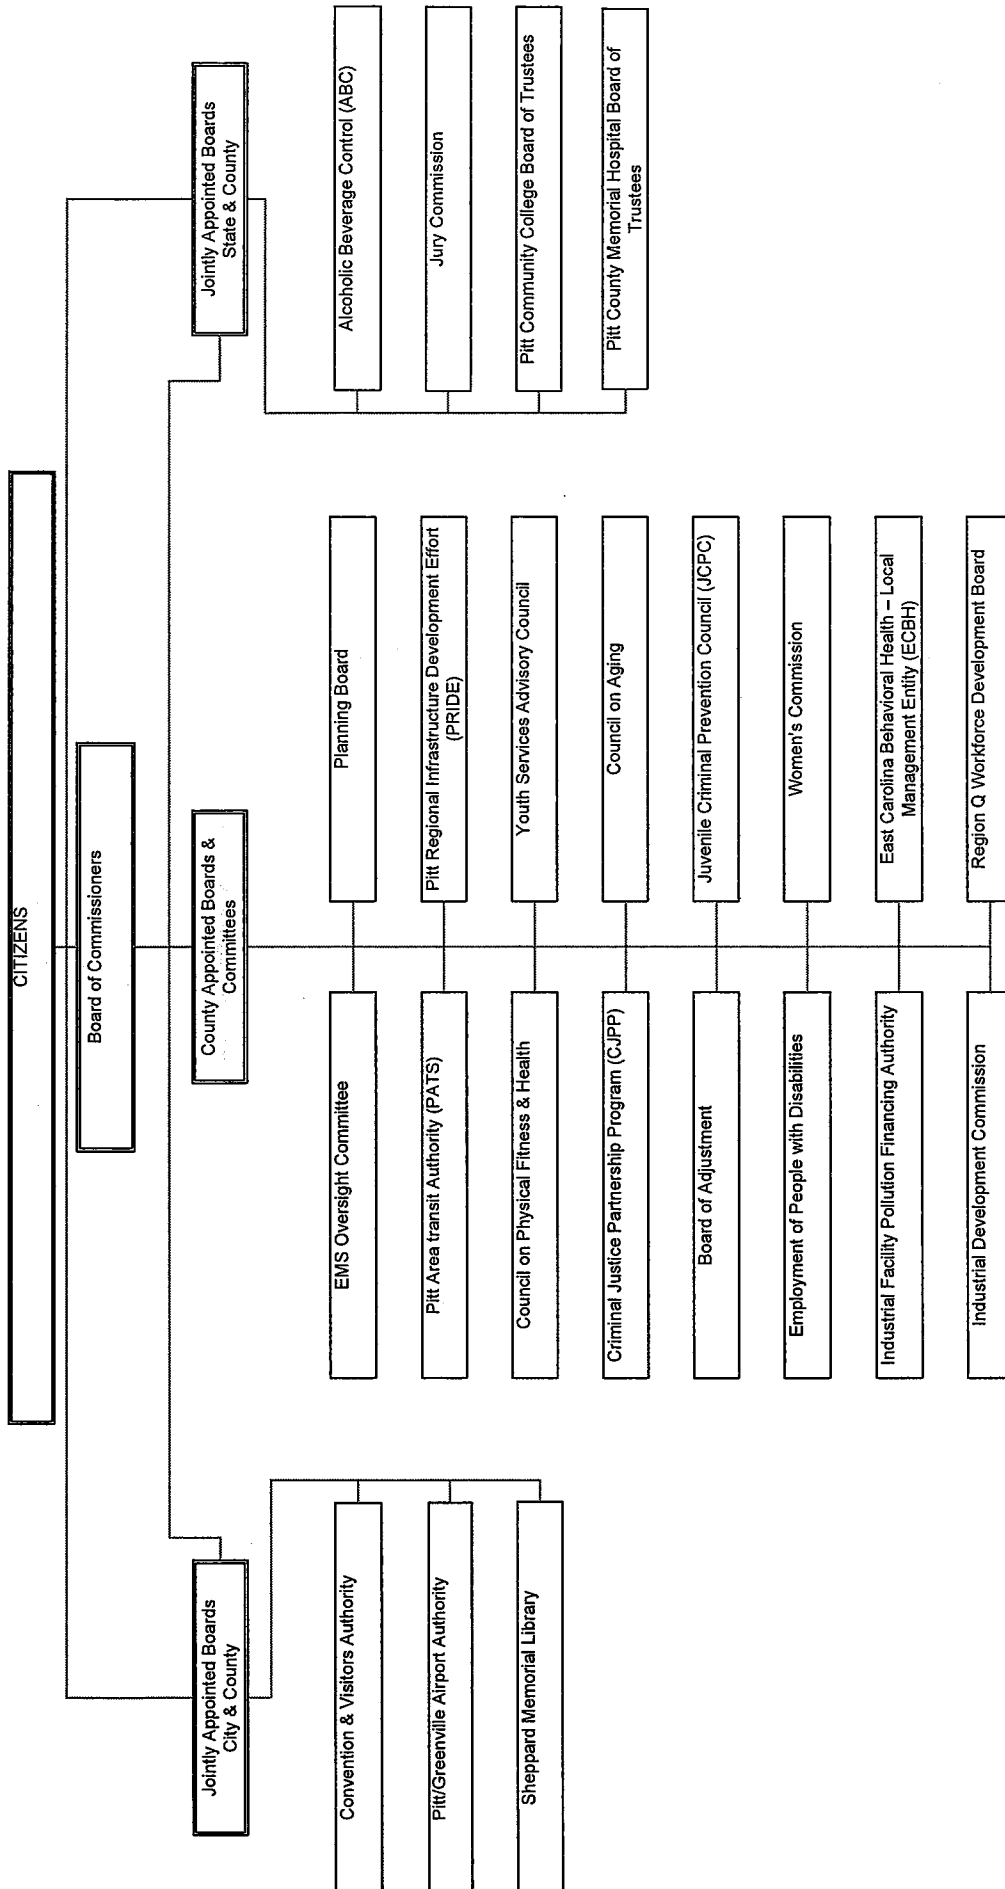 CITIZENS
Board of Commissioners
Jointly Appointed Boards
City & County
County Appointed Boards &
Committees
Jointly Appointed Boards
State & County
Convention & Visitors Authority
Pitt/Greenville Airport Authority
Sheppard Memorial Library
EMS Oversight Committee
Pitt Area transit Authority (PATS)
Council on Physical Fitness & Health
Criminal Justice Partnership Program (CJPP)
Board of Adjustment
Employment of People with Disabilities
Industrial Facility Pollution Financing Authority
Industrial Development Commission
Planning Board
Pitt Regional Infrastructure Development Effort
(PRIDE)
Youth Services Advisory Council
Council on Aging
Juvenile Criminal Prevention Council (JCPC)
Women's Commission
East Carolina Behavioral Health – Local
Management Entity (ECBH)
Region Q Workforce Development Board
Alcoholic Beverage Control (ABC)
Jury Commission
Pitt Community College Board of Trustees
Pitt County Memorial Hospital Board of
Trustees